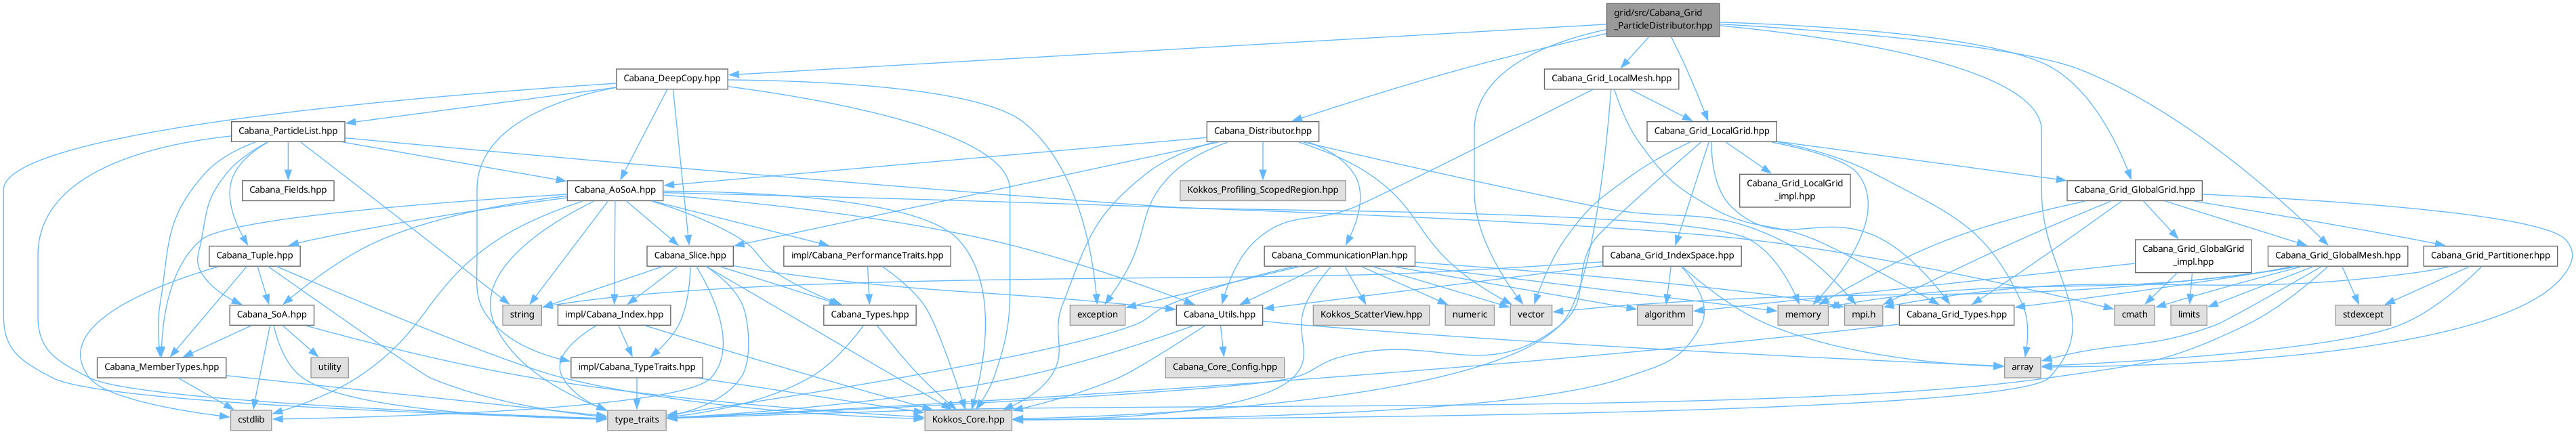 grid/src/Cabana_Grid
_ParticleDistributor.hpp
Cabana_DeepCopy.hpp
Cabana_Grid_LocalMesh.hpp
Cabana_ParticleList.hpp
Cabana_Distributor.hpp
Cabana_Grid_LocalGrid.hpp
Cabana_Fields.hpp
Cabana_AoSoA.hpp
Kokkos_Profiling_ScopedRegion.hpp
Cabana_Grid_LocalGrid
_impl.hpp
Cabana_Grid_GlobalGrid.hpp
Cabana_Tuple.hpp
Cabana_Slice.hpp
impl/Cabana_PerformanceTraits.hpp
Cabana_CommunicationPlan.hpp
Cabana_Grid_IndexSpace.hpp
Cabana_Grid_GlobalGrid
_impl.hpp
Cabana_Grid_GlobalMesh.hpp
Cabana_Grid_Partitioner.hpp
Cabana_SoA.hpp
string
impl/Cabana_Index.hpp
Cabana_Types.hpp
exception
Cabana_Utils.hpp
Kokkos_ScatterView.hpp
numeric
vector
algorithm
memory
mpi.h
Cabana_Grid_Types.hpp
cmath
limits
stdexcept
Cabana_MemberTypes.hpp
utility
impl/Cabana_TypeTraits.hpp
Cabana_Core_Config.hpp
array
cstdlib
type_traits
Kokkos_Core.hpp